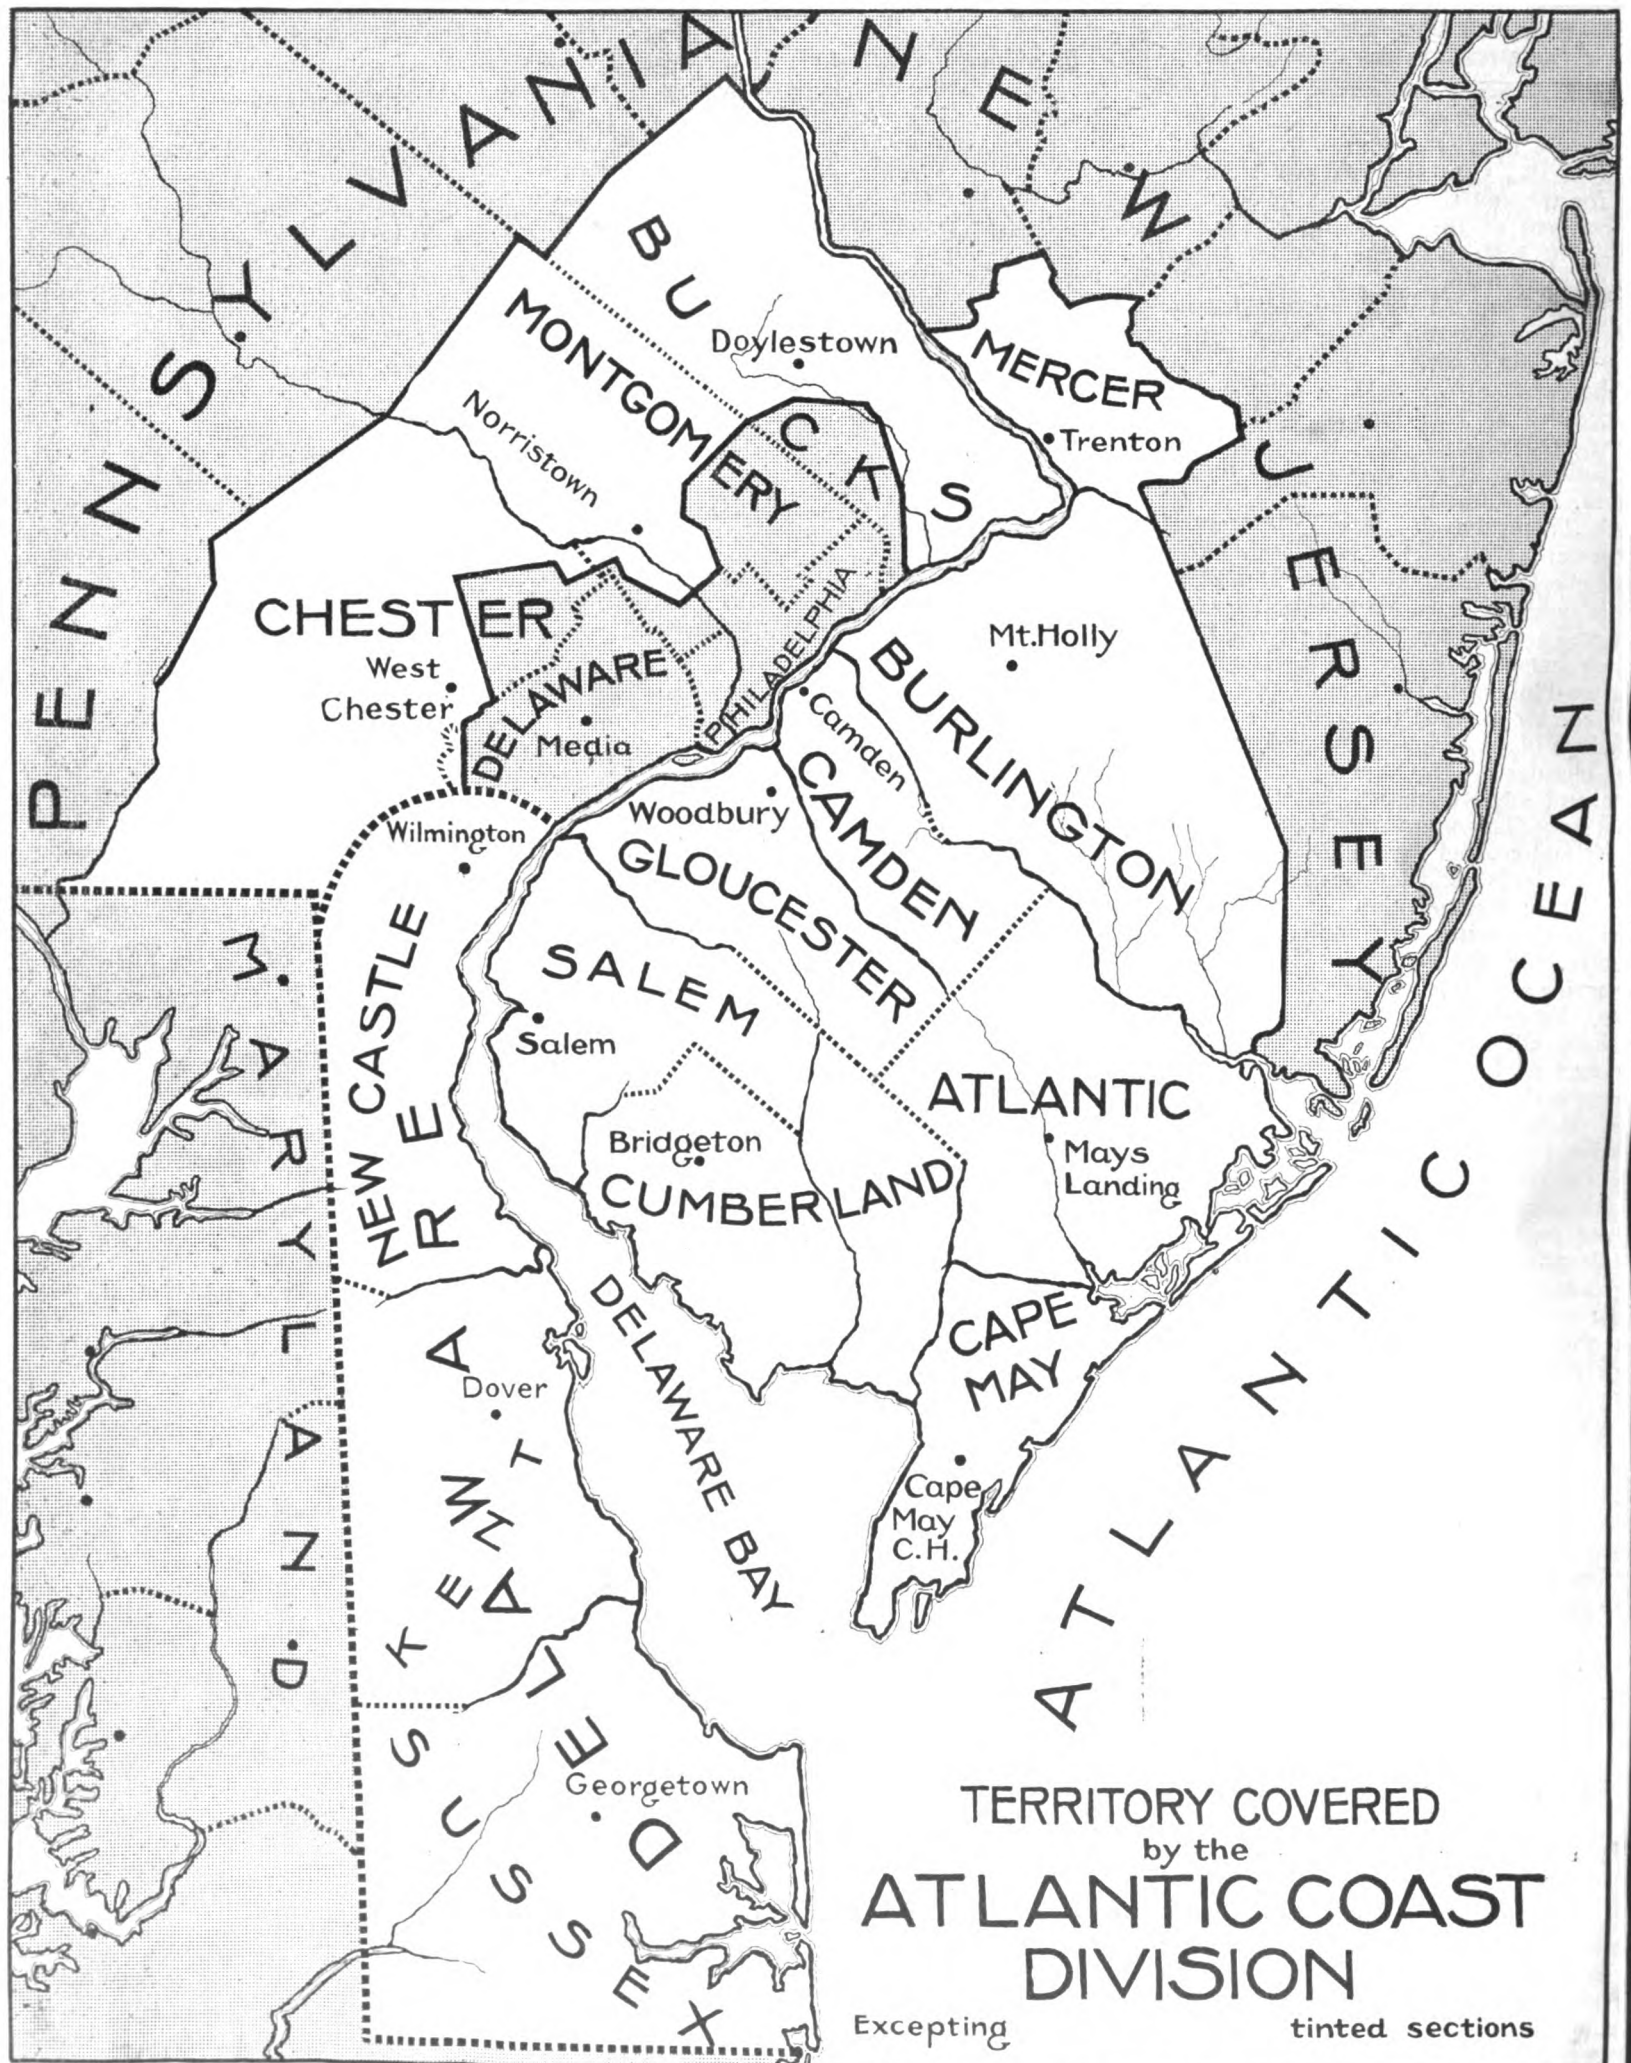 PENNSYLVANIA
NEW JERSEY
BUCKS
MONTGOMERY
Doylestown
MERCER
Trenton
Norristown
CHESTER
West
Chester
DELAWARE
Media
PHILADELPHIA
Mt.Holly
BURLINGTON
Camden
CAMDEN
Woodbury
GLOUCESTER
Wilmington
NEW CASTLE
SALEM
Salem
MARYLAND
ATLANTIC
Mays
Landing
Bridgeton
CUMBERLAND
CAPE
MAY
Cape
May
C.H.
DELAWARE BAY
DELAWARE
Dover
KENT
SUSSEX
Georgetown
ATLANTIC OCEAN
TERRITORY COVERED
by the
ATLANTIC COAST
DIVISION
Excepting tinted sections